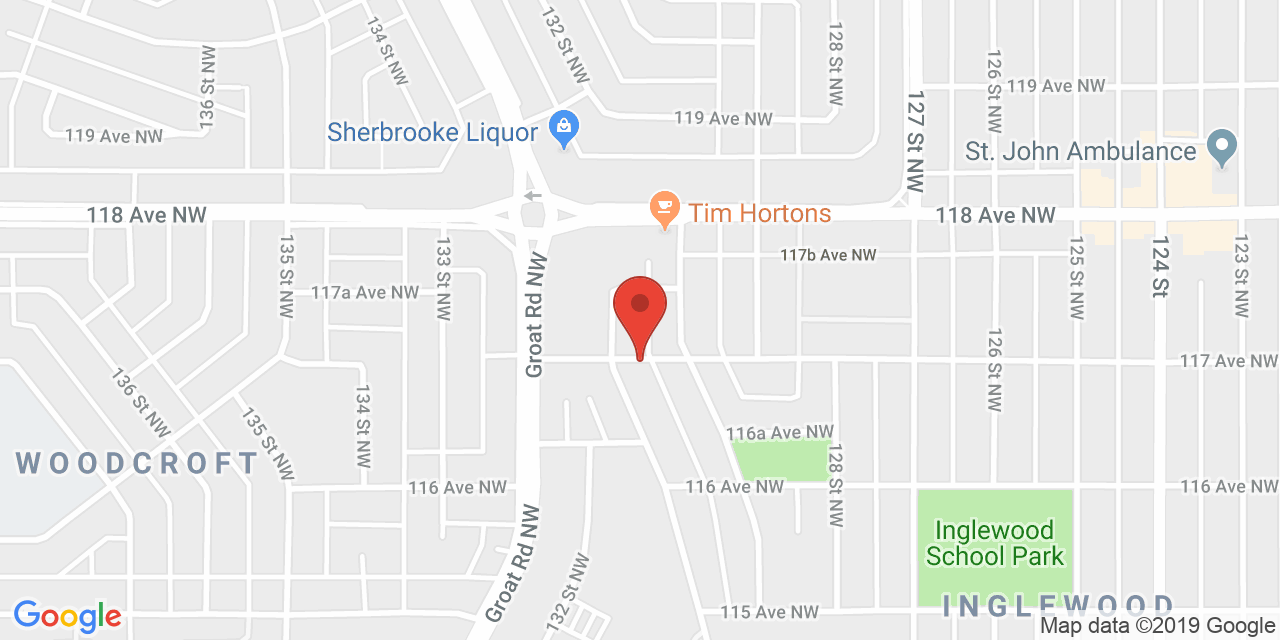 132 St NW
134 St NW
136 St NW
128 St NW
126 St NW
119 Ave NW
127 St NW
119 Ave NW
119 Ave NW
Sherbrooke Liquor
St. John Ambulance
118 Ave NW
Tim Hortons
118 Ave NW
135 St NW
133 St NW
117b Ave NW
125 St NW
124 St
123 St NW
117a Ave NW
Groat Rd NW
126 St NW
117 Ave NW
136 St NW
134 St NW
135 St NW
116a Ave NW
WOODCROFT
128 St NW
116 Ave NW
116 Ave NW
116 Ave NW
Groat Rd NW
Inglewood
School Park
132 St NW
115 Ave NW
INGLEWOOD
Google
Map data ©2019 Google